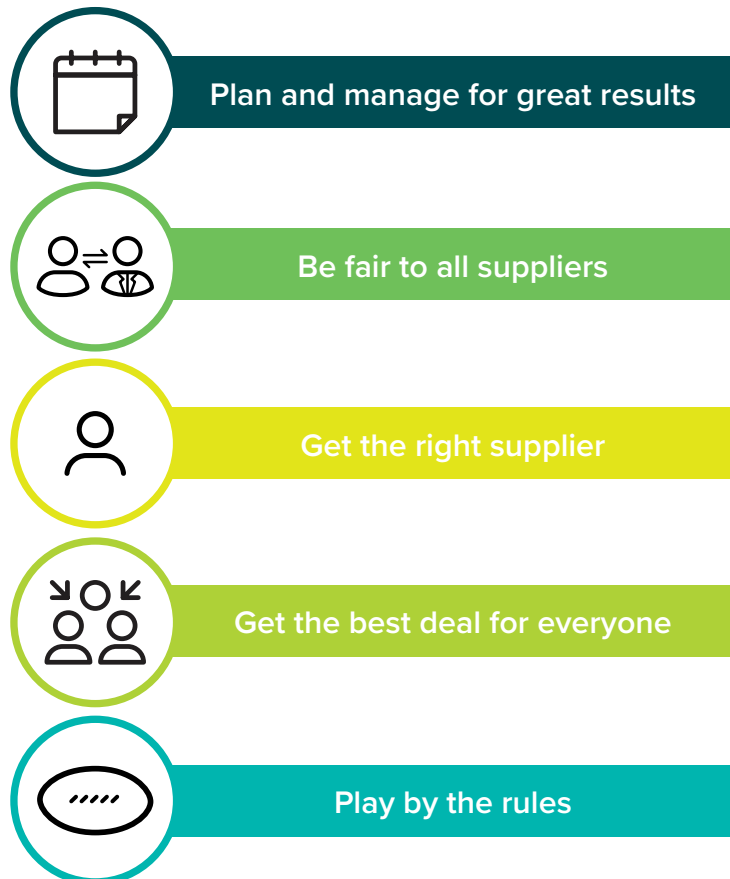 Plan and manage for great results
Be fair to all suppliers
Get the right supplier
Get the best deal for everyone
Play by the rules